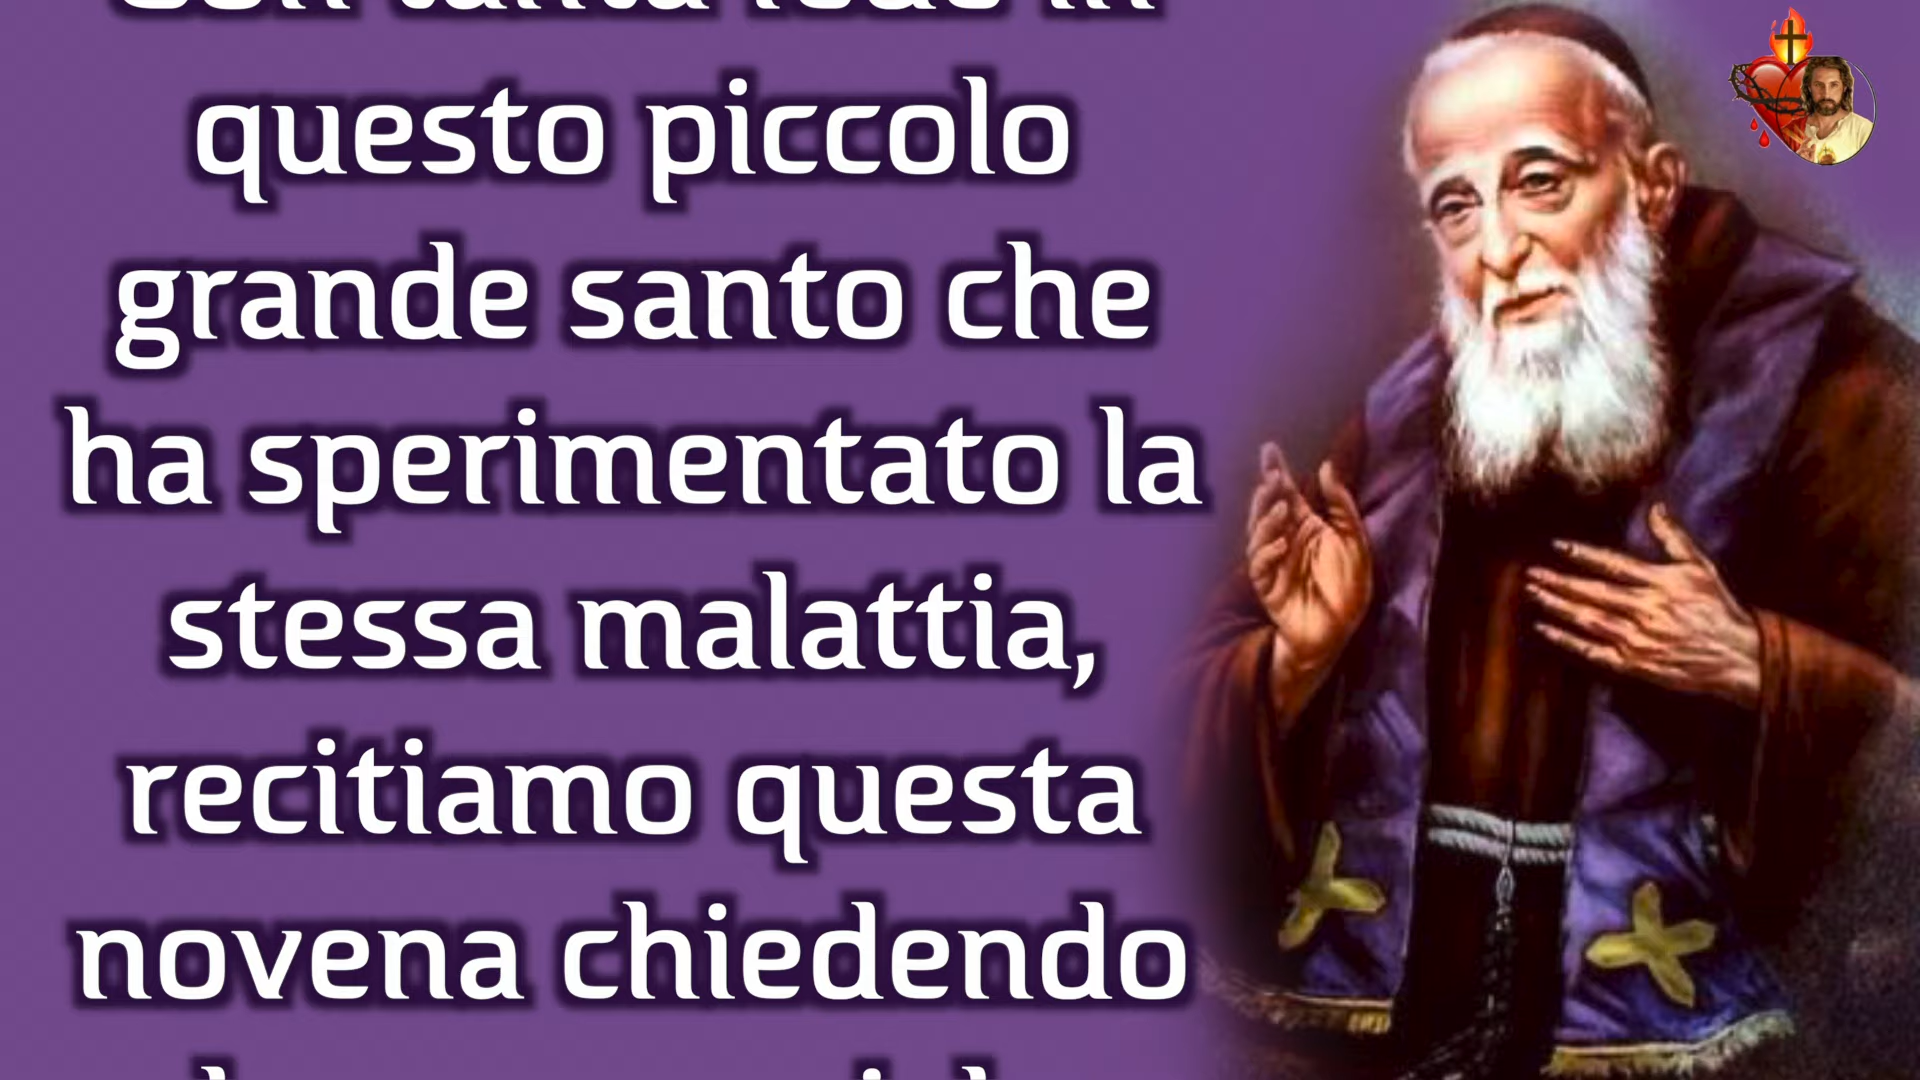 questo piccolo
grande santo che
ha sperimentato la
stessa malattia,
recitiamo questa
novena chiedendo